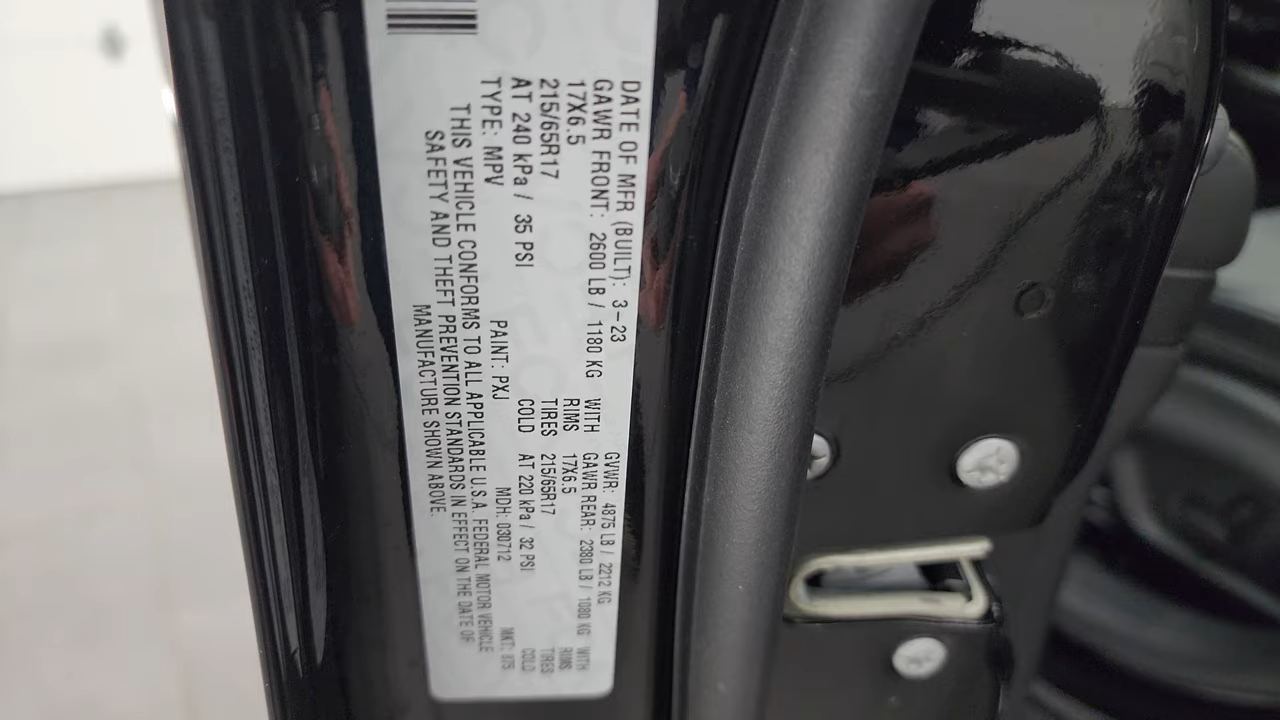 DATE OF MFR (BUILT): 3-23 GVWR: 4875 LB / 2212 KG
GAWR FRONT: 2600 LB / 1180 KG WITH GAWR REAR: 2380 LB / 1080 KG WITH
17X6.5 RIMS 17X6.5 RIMS
215/65R17 TIRES 215/65R17 TIRES
AT 240 kPa / 35 PSI COLD AT 220 kPa / 32 PSI COLD
TYPE: MPV PAINT: PXJ MDH: 030712 MKT: 075
THIS VEHICLE CONFORMS TO ALL APPLICABLE U.S.A. FEDERAL MOTOR VEHICLE
SAFETY AND THEFT PREVENTION STANDARDS IN EFFECT ON THE DATE OF
MANUFACTURE SHOWN ABOVE.